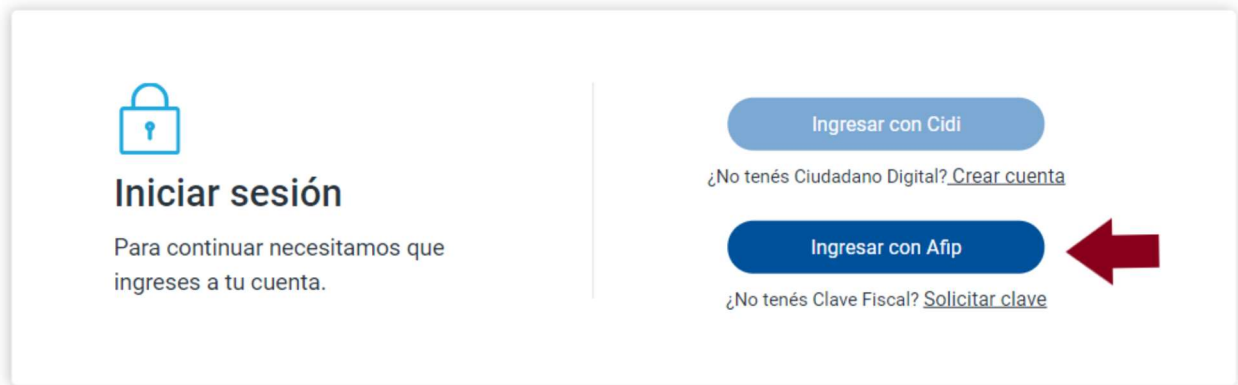 Iniciar sesión
Para continuar necesitamos que
ingreses a tu cuenta.
Ingresar con Cidi
¿No tenés Ciudadano Digital? Crear cuenta
Ingresar con Afip
¿No tenés Clave Fiscal? Solicitar clave